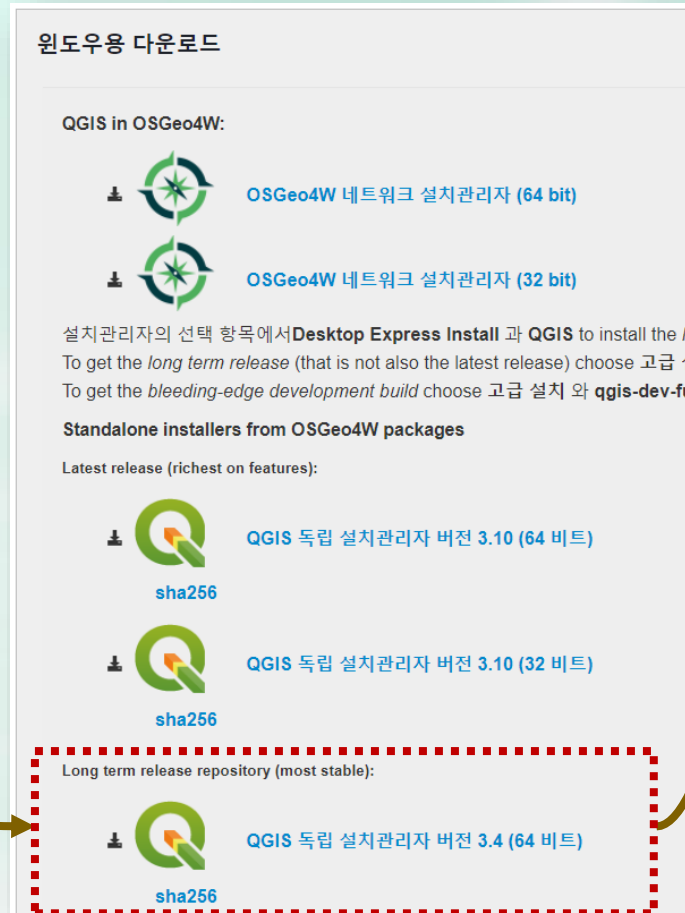 윈도우용 다운로드
QGIS in OSGeo4W:
OSGeo4W 네트워크 설치관리자 (64 bit)
OSGeo4W 네트워크 설치관리자 (32 bit)
설치관리자의 선택 항목에서Desktop Express Install 과 QGIS to install the
To get the long term release (that is not also the latest release) choose 고급
To get the bleeding-edge development build choose 고급 설치 와 qgis-dev-fu
Standalone installers from OSGeo4W packages
Latest release (richest on features):
QGIS 독립 설치관리자 버전 3.10 (64 비트)
sha256
QGIS 독립 설치관리자 버전 3.10 (32 비트)
sha256
Long term release repository (most stable):
QGIS 독립 설치관리자 버전 3.4 (64 비트)
sha256